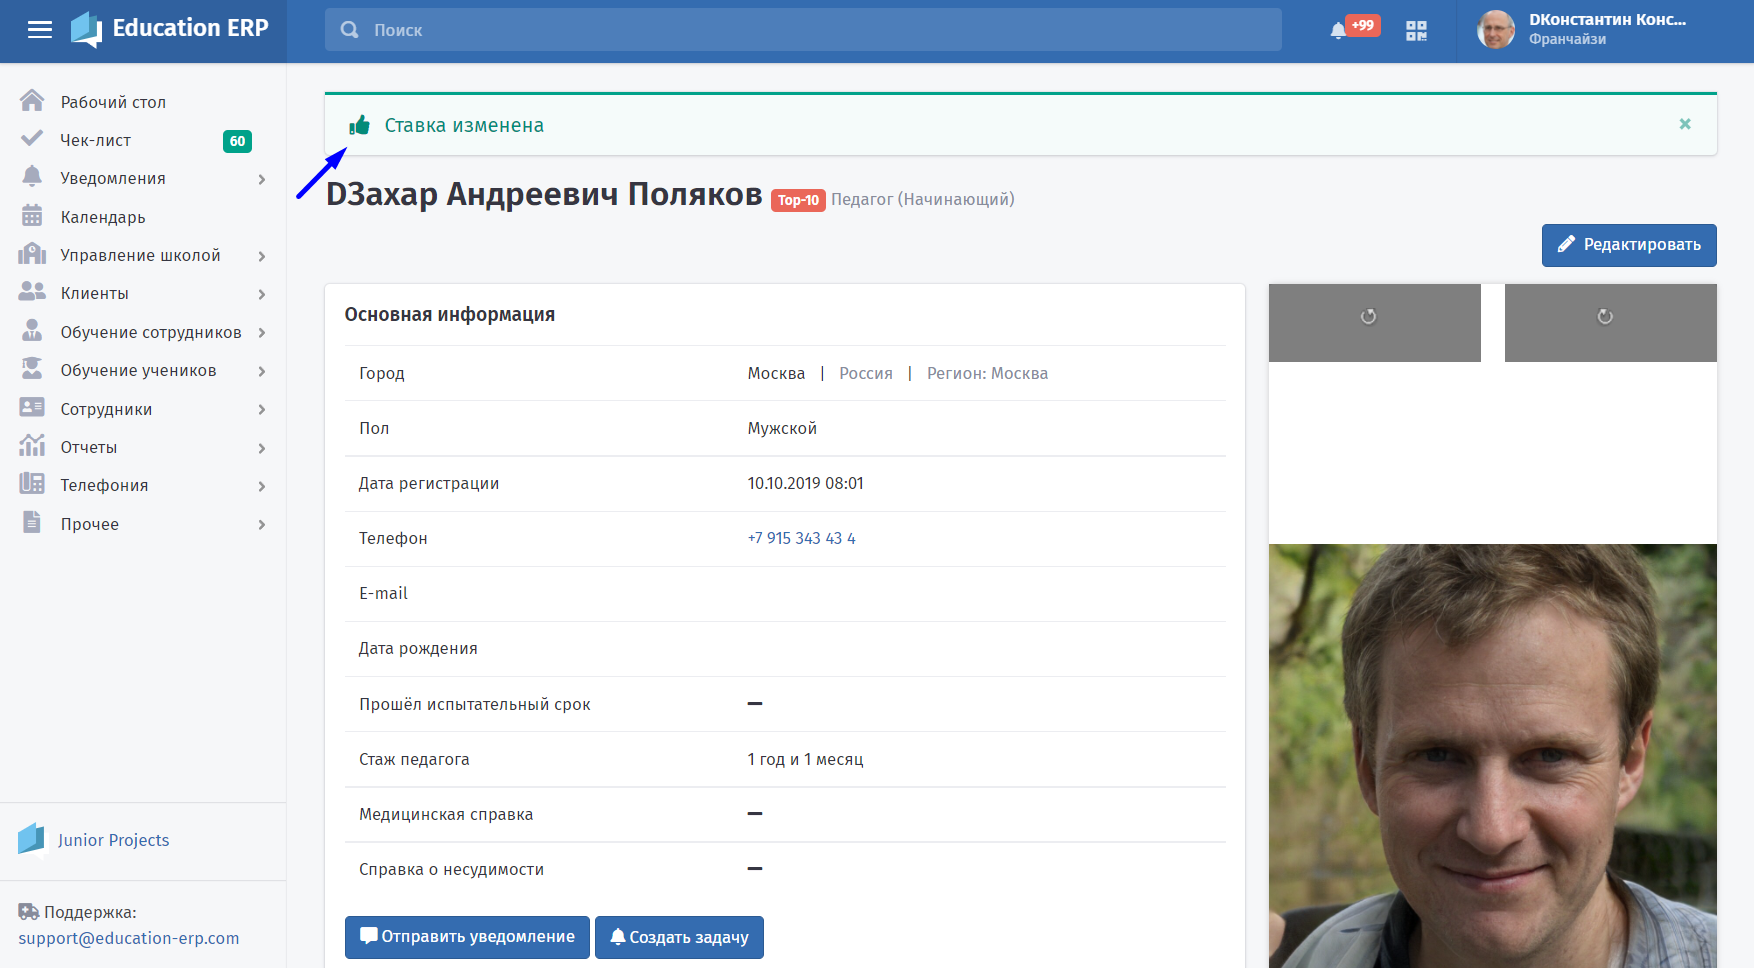 Education ERP
Поиск
+99
DКонстантин Конс...
Франчайзи
Рабочий стол
Чек-лист 60
Уведомления
Календарь
Управление школой
Клиенты
Обучение сотрудников
Обучение учеников
Сотрудники
Отчеты
Телефония
Прочее
Junior Projects
Поддержка:
support@education-erp.com
Ставка изменена
×
DЗахар Андреевич Поляков Top-10 Педагог (Начинающий)
Редактировать
Основная информация
Город Москва | Россия | Регион: Москва
Пол Мужской
Дата регистрации 10.10.2019 08:01
Телефон +7 915 343 43 4
E-mail
Дата рождения
Прошёл испытательный срок –
Стаж педагога 1 год и 1 месяц
Медицинская справка –
Справка о несудимости –
Отправить уведомление
Создать задачу